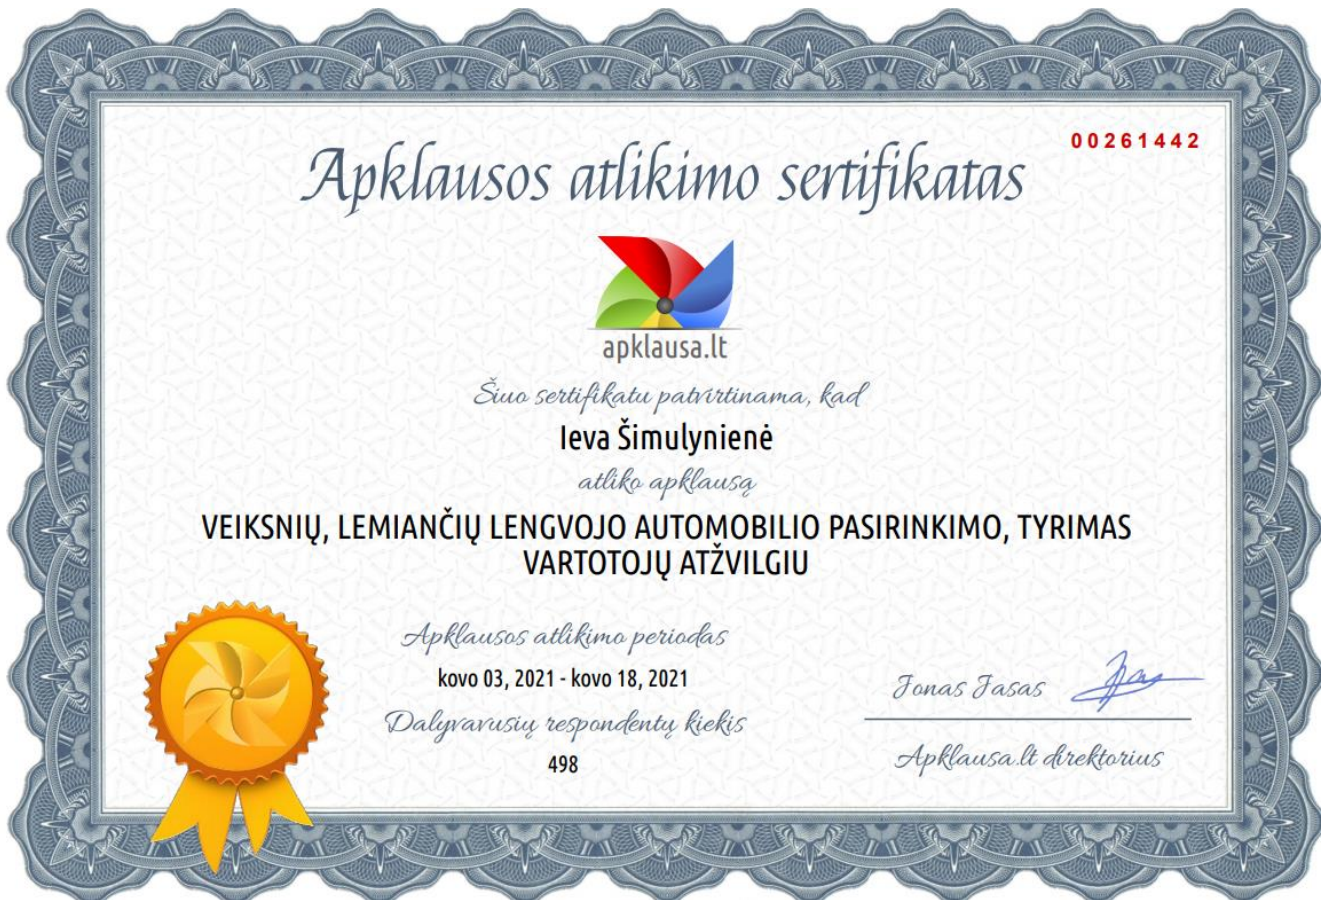 00261442
Apklausos atlikimo sertifikatas
apklausa.lt
Šiuo sertifikatu patvirtinama, kad
Ieva Šimulynienė
atliko apklausą
VEIKSNIŲ, LEMIANČIŲ LENGVOJO AUTOMOBILIO PASIRINKIMO, TYRIMAS
VARTOTOJŲ ATŽVILGIU
Apklausos atlikimo periodas
kovo 03, 2021 - kovo 18, 2021
Dalyvavusių respondentų kiekis
498
Jonas Jasas
Apklausa.lt direktorius